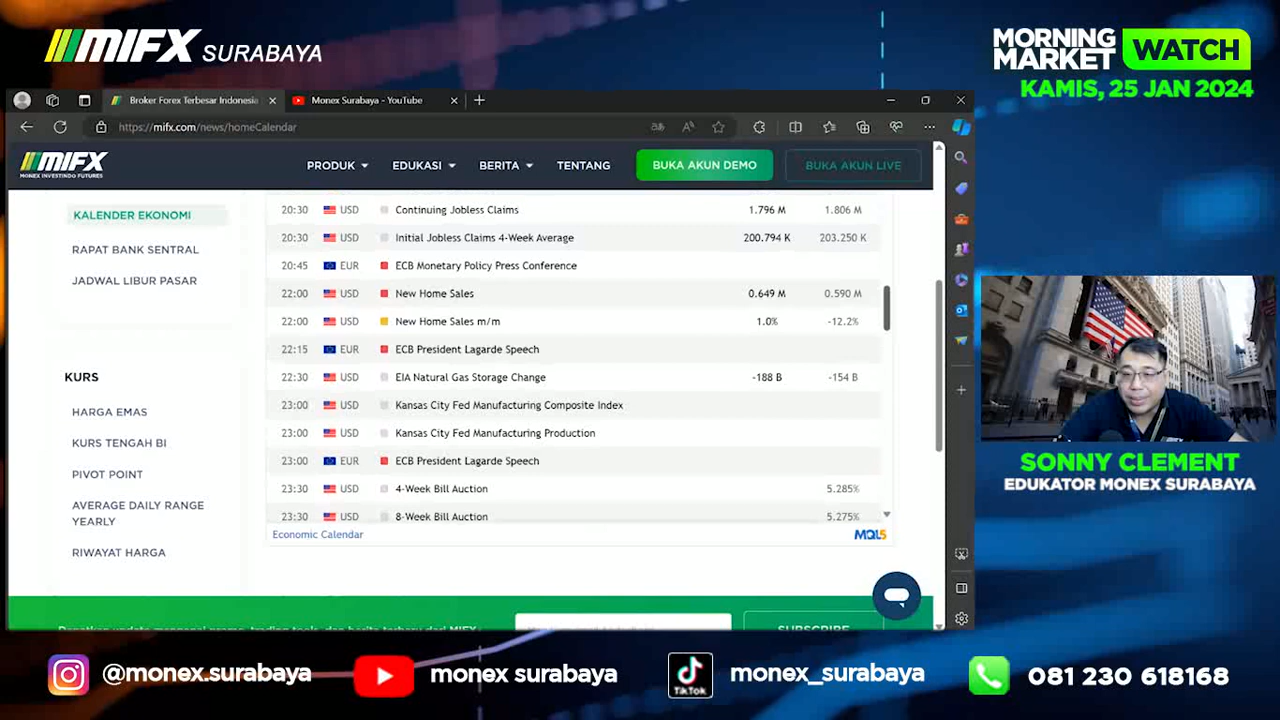 MIFX SURABAYA
MORNING
MARKET
WATCH
KAMIS, 25 JAN 2024
Broker Forex Terbesar Indonesia
Monex Surabaya - YouTube
https://mifx.com/news/homeCalendar
MIFX
MONEX INVESTINDO FUTURES
PRODUK
EDUKASI
BERITA
TENTANG
BUKA AKUN DEMO
BUKA AKUN LIVE
KALENDER EKONOMI
RAPAT BANK SENTRAL
JADWAL LIBUR PASAR
KURS
HARGA EMAS
KURS TENGAH BI
PIVOT POINT
AVERAGE DAILY RANGE
YEARLY
RIWAYAT HARGA
20:30 USD Continuing Jobless Claims 1.796 M 1.806 M
20:30 USD Initial Jobless Claims 4-Week Average 200.794 K 203.250 K
20:45 EUR ECB Monetary Policy Press Conference
22:00 USD New Home Sales 0.649 M 0.590 M
22:00 USD New Home Sales m/m 1.0% -12.2%
22:15 EUR ECB President Lagarde Speech
22:30 USD EIA Natural Gas Storage Change -188 B -154 B
23:00 USD Kansas City Fed Manufacturing Composite Index
23:00 USD Kansas City Fed Manufacturing Production
23:00 EUR ECB President Lagarde Speech
23:30 USD 4-Week Bill Auction 5.285%
23:30 USD 8-Week Bill Auction 5.275%
Economic Calendar
MQL5
SUBSCRIBE
SONNY CLEMENT
EDUKATOR MONEX SURABAYA
@monex.surabaya
monex surabaya
TikTok
monex_surabaya
081 230 618168